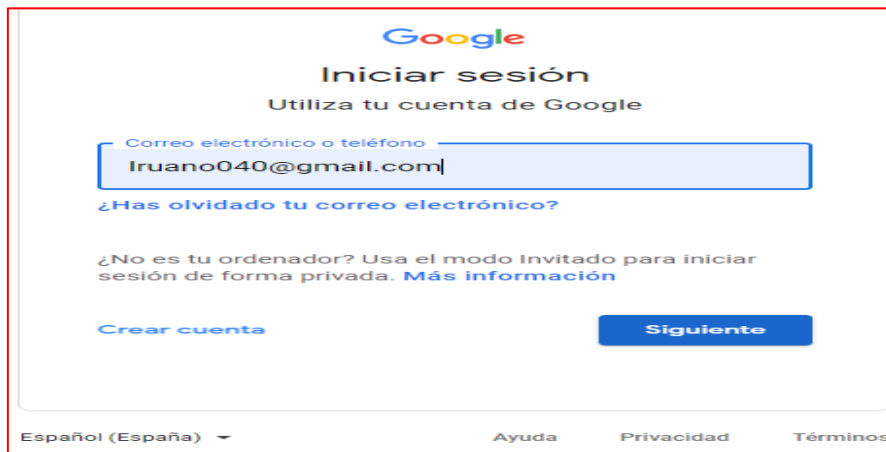 Google
Iniciar sesión
Utiliza tu cuenta de Google
Correo electrónico o teléfono
lruano040@gmail.com
¿Has olvidado tu correo electrónico?
¿No es tu ordenador? Usa el modo Invitado para iniciar
sesión de forma privada. Más información
Crear cuenta
Siguiente
Español (España)
Ayuda
Privacidad
Términos